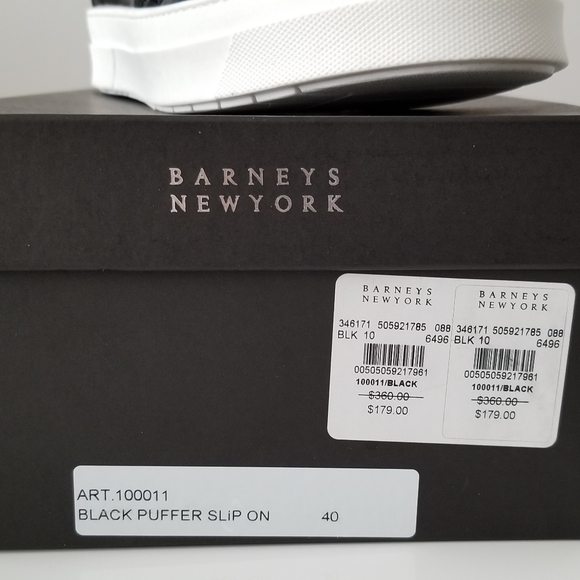 BARNEYS
NEWYORK
BARNEYS
NEWYORK
346171 505921785 088
BLK 10 6496
00505059217961
100011/BLACK
$360.00
$179.00
BARNEYS
NEWYORK
346171 505921785 088
BLK 10 6496
00505059217961
100011/BLACK
$360.00
$179.00
ART.100011
BLACK PUFFER SLiP ON 40